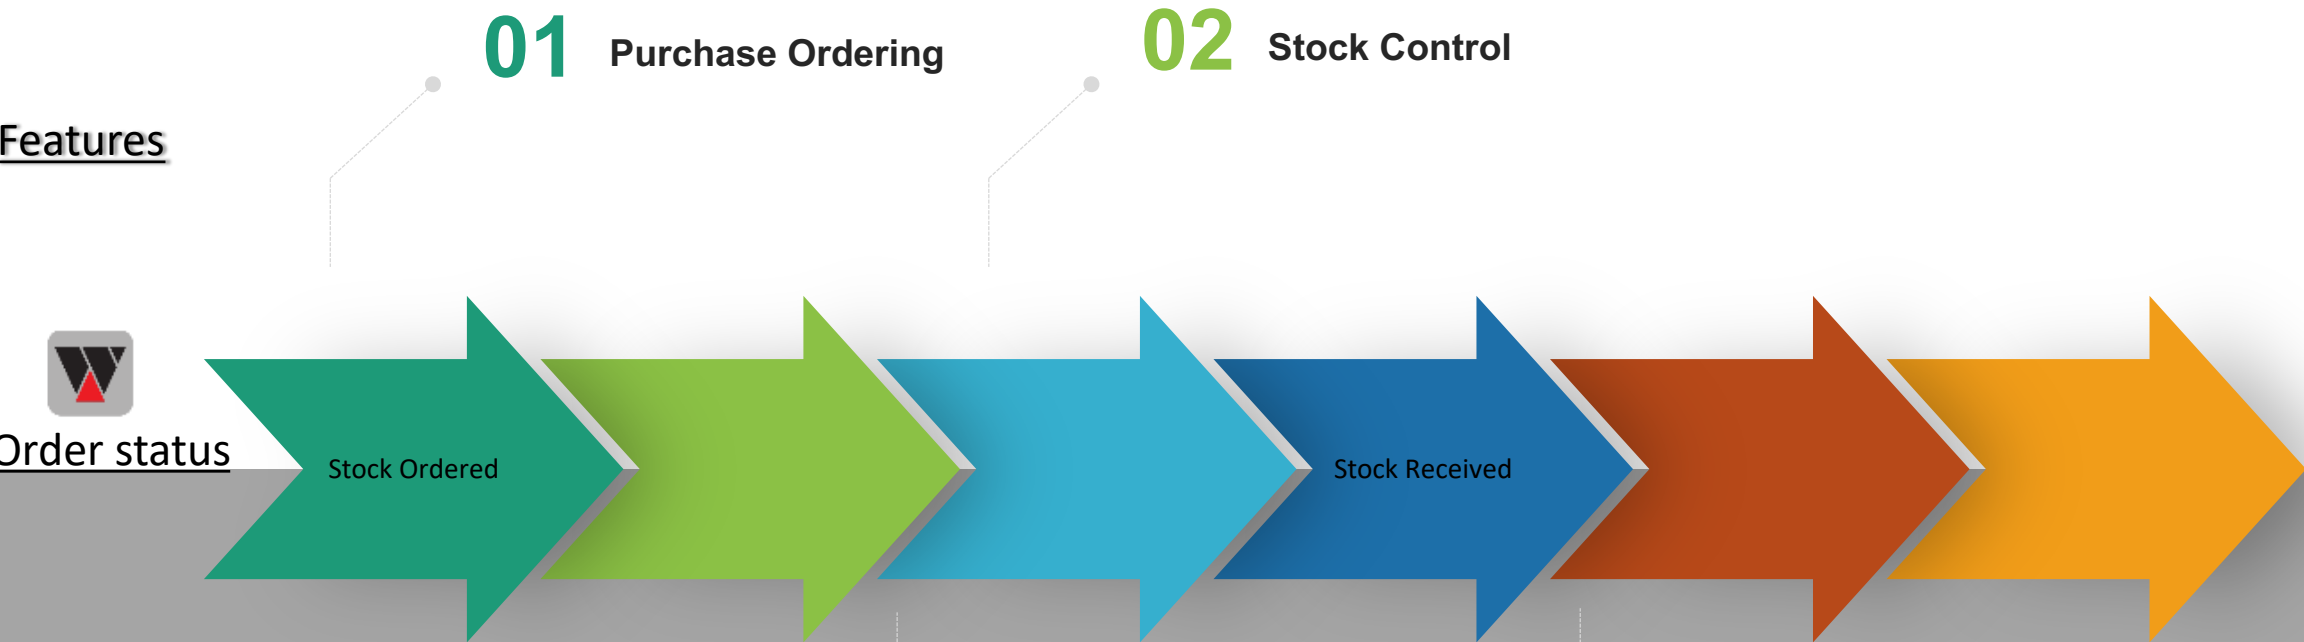 01 Purchase Ordering
02 Stock Control
Features
Order status
Stock Ordered
Stock Received